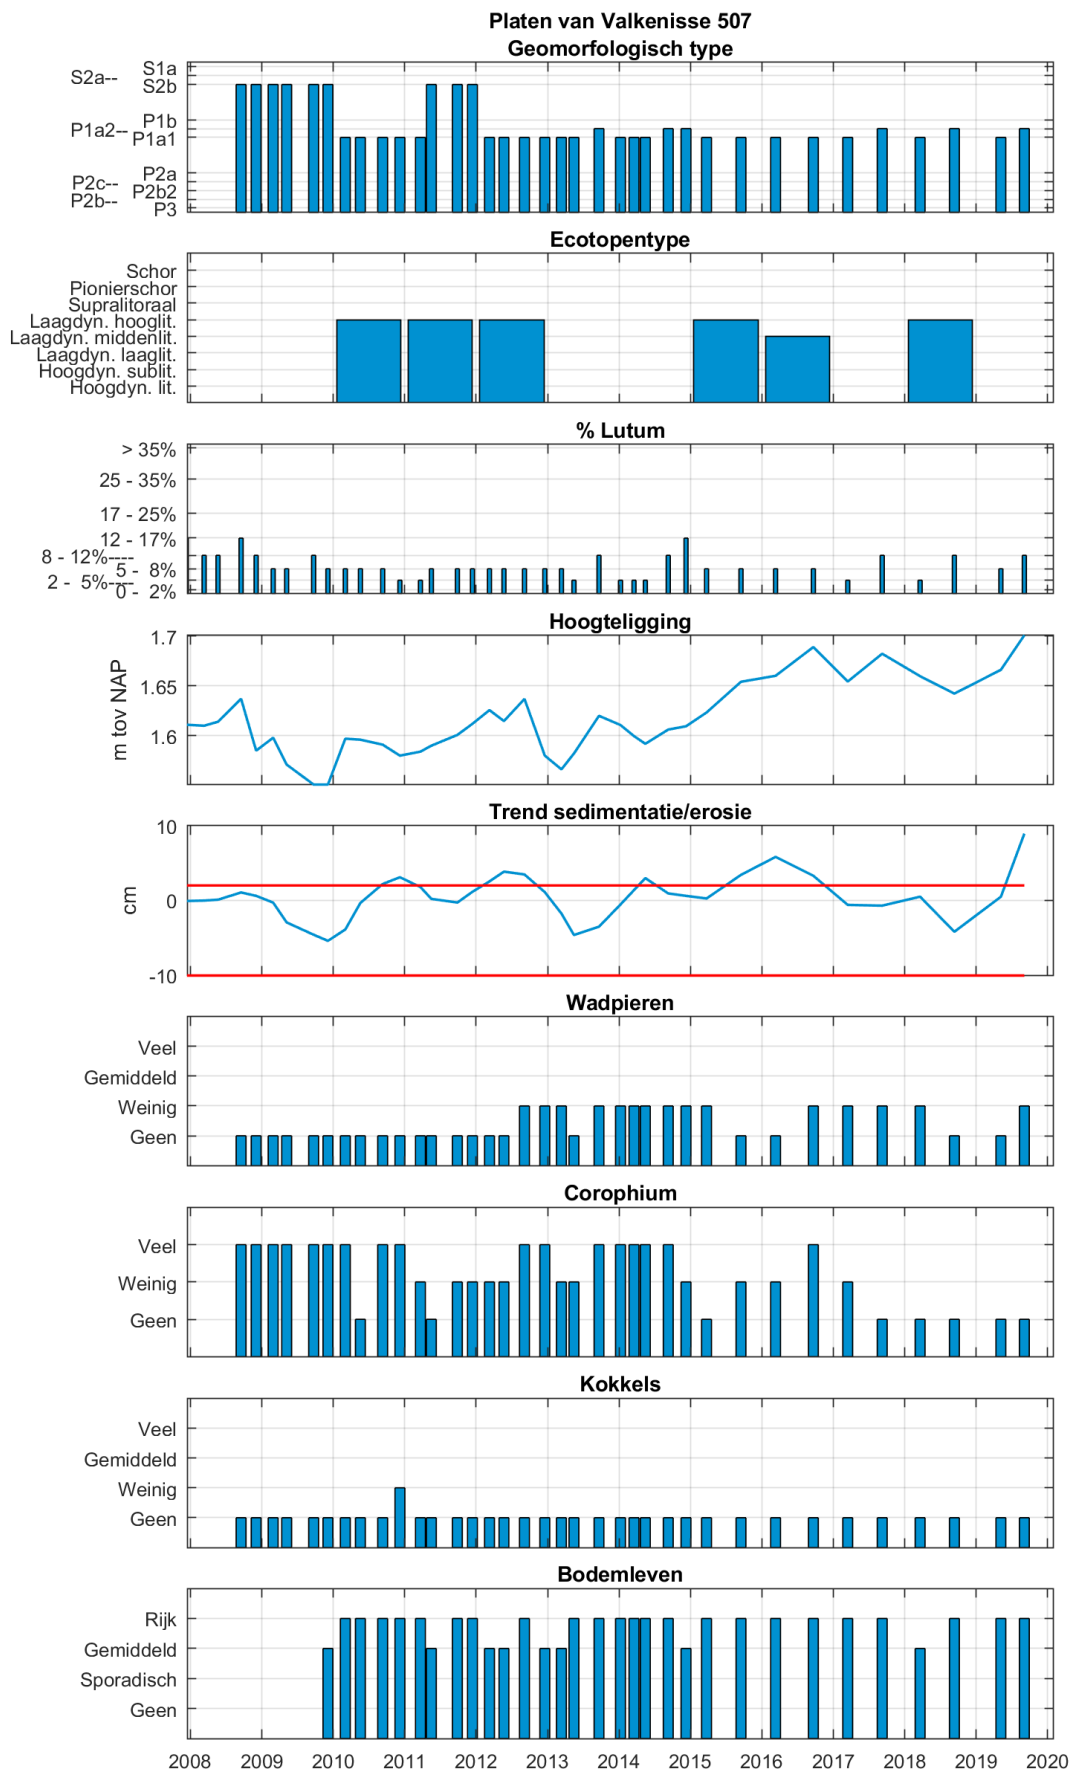 Platen van Valkenisse 507
Geomorfologisch type
S1a
S2a--
S2b
P1b
P1a2--
P1a1
P2a
P2c--
P2b2
P2b--
P3
Ecotopentype
Schor
Pionierschor
Supralitoraal
Laagdyn. hooglit.
Laagdyn. middenlit.
Laagdyn. laaglit.
Hoogdyn. sublit.
Hoogdyn. lit.
% Lutum
> 35%
25 - 35%
17 - 25%
12 - 17%
8 - 12%----
5 - 8%
2 - 5%----
0 - 2%
Hoogteligging
1.7
1.65
1.6
m tov NAP
Trend sedimentatie/erosie
10
0
-10
cm
Wadpieren
Veel
Gemiddeld
Weinig
Geen
Corophium
Veel
Weinig
Geen
Kokkels
Veel
Gemiddeld
Weinig
Geen
Bodemleven
Rijk
Gemiddeld
Sporadisch
Geen
2008 2009 2010 2011 2012 2013 2014 2015 2016 2017 2018 2019 2020